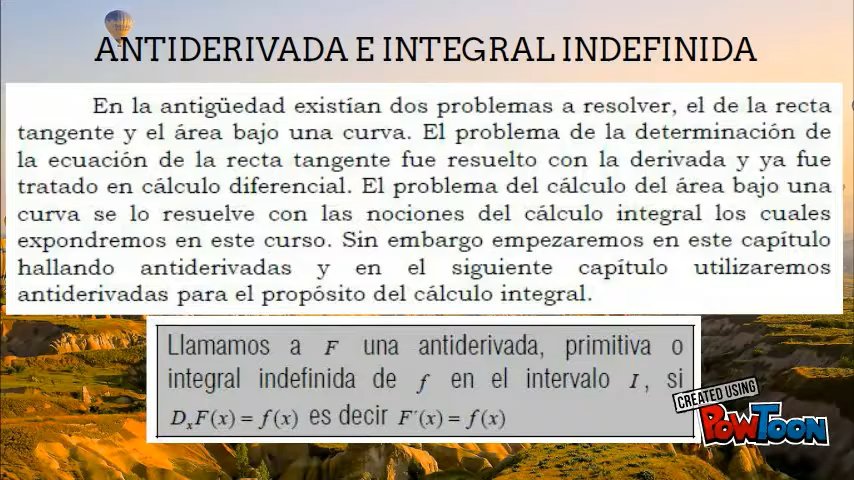 ANTIDERIVADA E INTEGRAL INDEFINIDA
En la antigüedad existían dos problemas a resolver, el de la recta
tangente y el área bajo una curva. El problema de la determinación de
la ecuación de la recta tangente fue resuelto con la derivada y ya fue
tratado en cálculo diferencial. El problema del cálculo del área bajo una
curva se lo resuelve con las nociones del cálculo integral los cuales
expondremos en este curso. Sin embargo empezaremos en este capítulo
hallando antiderivadas y en el siguiente capítulo utilizaremos
antiderivadas para el propósito del cálculo integral.
Llamamos a F una antiderivada, primitiva o
integral indefinida de f en el intervalo I, si
DₓF(x) = f(x) es decir F´(x) = f(x)
CREATED USING
POWTOON